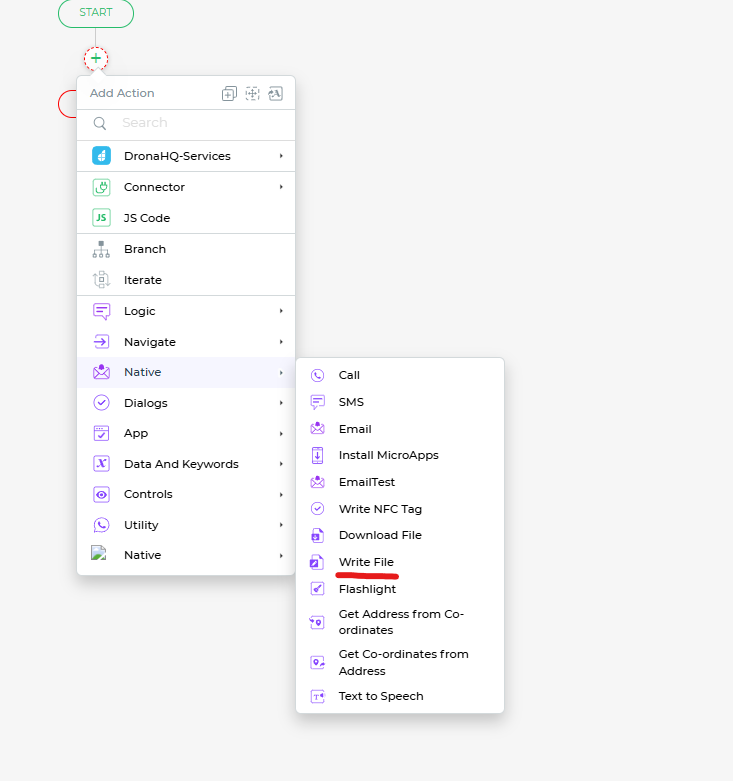 START
Add Action
Search
DronaHQ-Services
Connector
JS JS Code
Branch
Iterate
Logic
Navigate
Native
Dialogs
App
Data And Keywords
Controls
Utility
Native
Call
SMS
Email
Install MicroApps
EmailTest
Write NFC Tag
Download File
Write File
Flashlight
Get Address from Co-
ordinates
Get Co-ordinates from
Address
Text to Speech